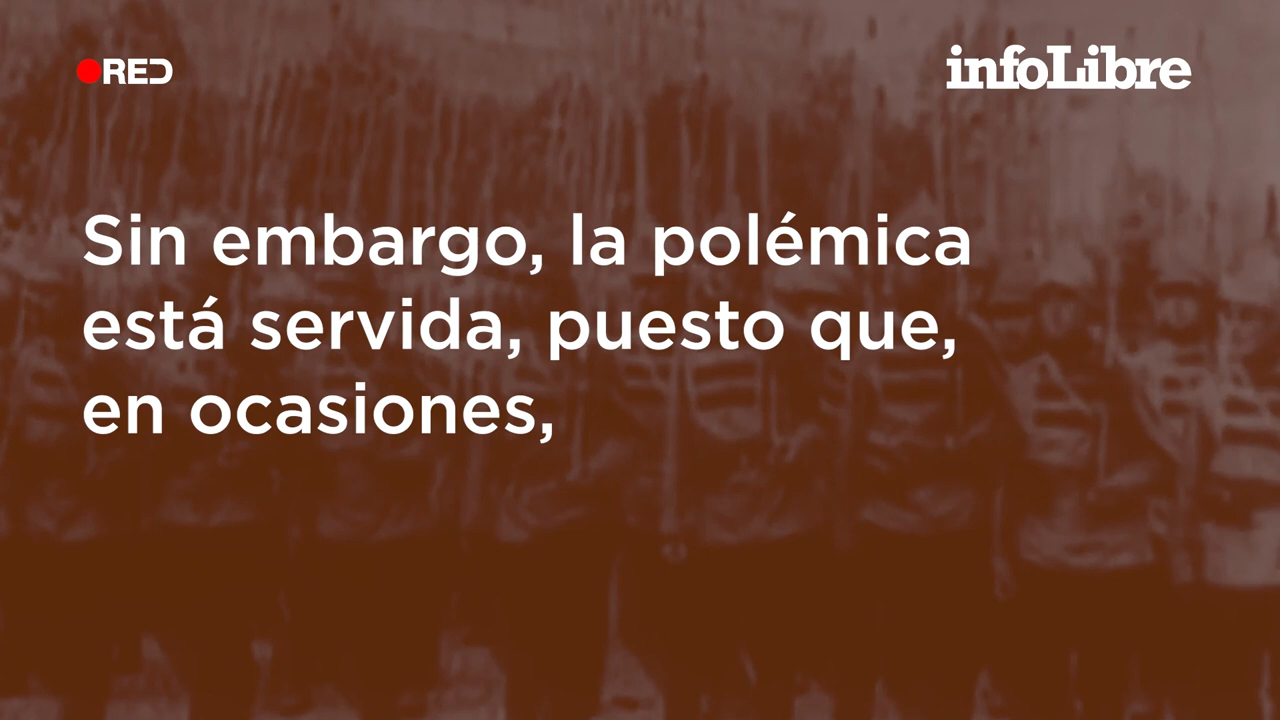 RED
infoLibre
Sin embargo, la polémica
está servida, puesto que,
en ocasiones,